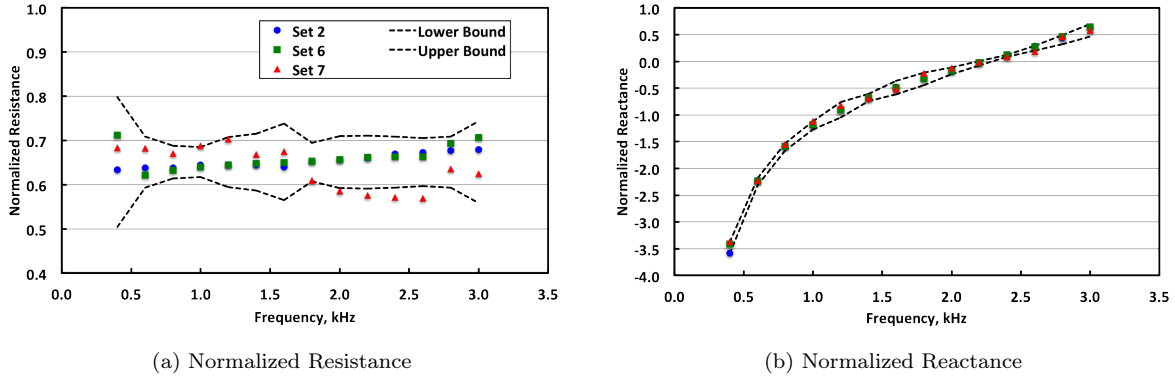 1.0
0.9
0.8
0.7
0.6
0.5
0.4
Normalized Resistance
0.0 0.5 1.0 1.5 2.0 2.5 3.0 3.5
Frequency, kHz
Set 2 Lower Bound
Set 6 Upper Bound
Set 7
(a) Normalized Resistance
1.0
0.5
0.0
-0.5
-1.0
-1.5
-2.0
-2.5
-3.0
-3.5
-4.0
Normalized Reactance
0.0 0.5 1.0 1.5 2.0 2.5 3.0 3.5
Frequency, kHz
(b) Normalized Reactance